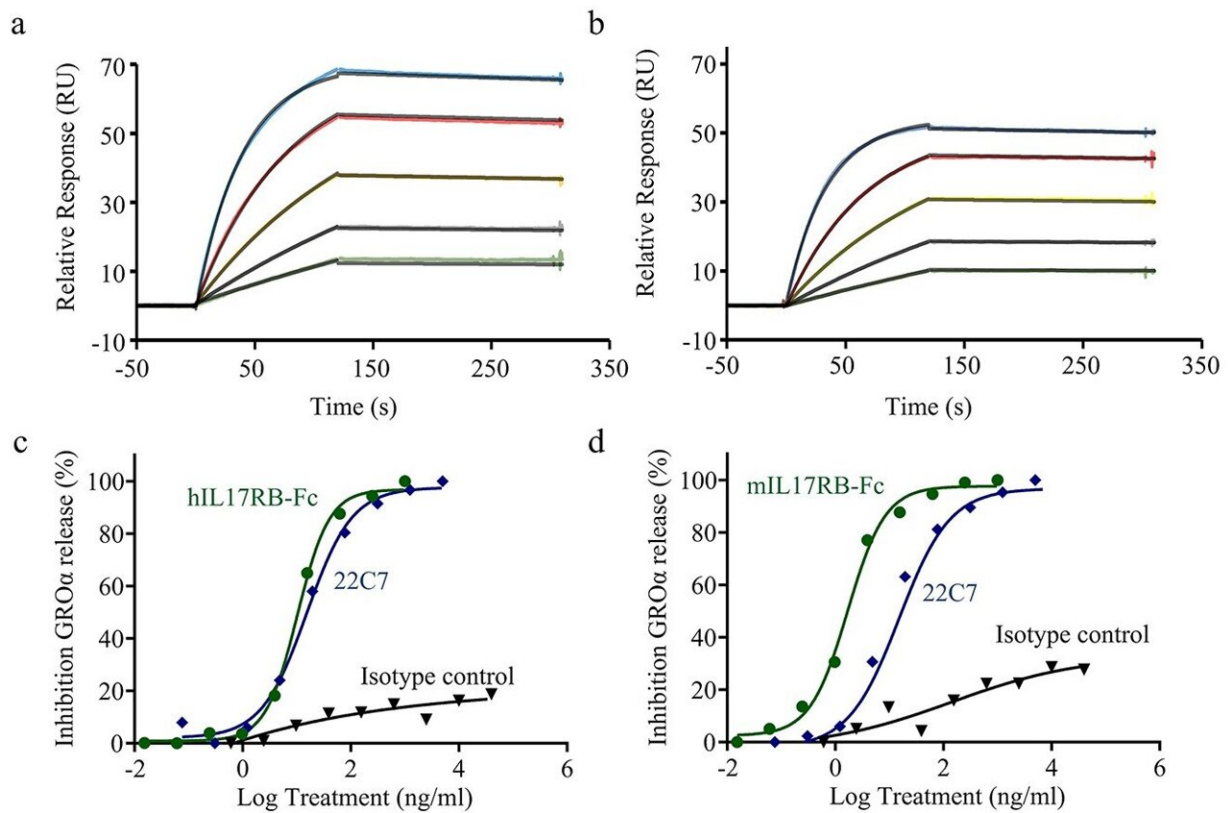 a
Relative Response (RU)
70
50
30
10
-10
-50
50
150
250
350
Time (s)
b
Relative Response (RU)
70
50
30
10
-10
-50
50
150
250
350
Time (s)
c
Inhibition GROα release (%)
100
80
60
40
20
0
-2
0
2
4
6
hIL17RB-Fc
22C7
Isotype control
Log Treatment (ng/ml)
d
Inhibition GROα release (%)
100
80
60
40
20
0
-2
0
2
4
6
mIL17RB-Fc
22C7
Isotype control
Log Treatment (ng/ml)